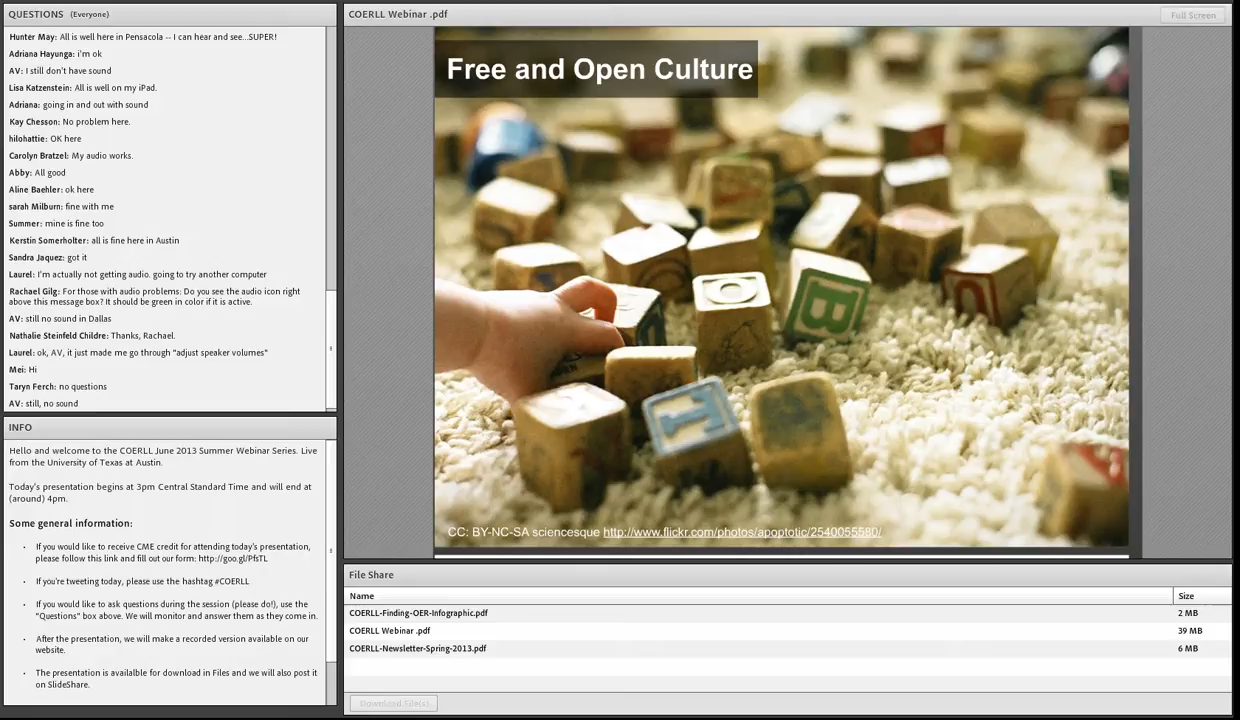 QUESTIONS (Everyone)
Hunter May: All is well here in Pensacola -- I can hear and see...SUPER!
Adriana Hayunga: i'm ok
AV: I still don't have sound
Lisa Katzenstein: All is well on my iPad.
Adriana: going in and out with sound
Kay Chesson: No problem here.
hilohattie: OK here
Carolyn Bratzel: My audio works.
Abby: All good
Aline Baehler: ok here
sarah Milburn: fine with me
Summer: mine is fine too
Kerstin Somerholter: all is fine here in Austin
Sandra Jaquez: got it
Laurel: I'm actually not getting audio. going to try another computer
Rachael Gilg: For those with audio problems: Do you see the audio icon right
above this message box? It should be green in color if it is active.
AV: still no sound in Dallas
Nathalie Steinfeld Childre: Thanks, Rachael.
Laurel: ok, AV, it just made me go through "adjust speaker volumes"
Mei: Hi
Taryn Ferch: no questions
AV: still, no sound
INFO
Hello and welcome to the COERLL June 2013 Summer Webinar Series. Live
from the University of Texas at Austin.
Today's presentation begins at 3pm Central Standard Time and will end at
(around) 4pm.
Some general information:
• If you would like to receive CME credit for attending today's presentation,
please follow this link and fill out our form: http://goo.gl/PfsTL
• If you're tweeting today, please use the hashtag #COERLL
• If you would like to ask questions during the session (please do!), use the
"Questions" box above. We will monitor and answer them as they come in.
• After the presentation, we will make a recorded version available on our
website.
• The presentation is available for download in Files and we will also post it
on SlideShare.
COERLL Webinar .pdf
Full Screen
Free and Open Culture
O
B
T
CC: BY-NC-SA sciencesque http://www.flickr.com/photos/apoptotic/2540055580/
File Share
Name Size
COERLL-Finding-OER-Infographic.pdf 2 MB
COERLL Webinar .pdf 39 MB
COERLL-Newsletter-Spring-2013.pdf 6 MB
Download File(s)